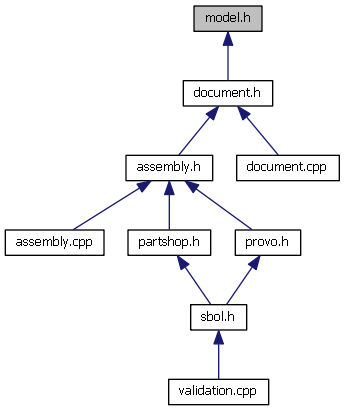 model.h
document.h
assembly.h
document.cpp
assembly.cpp
partshop.h
provo.h
sbol.h
validation.cpp